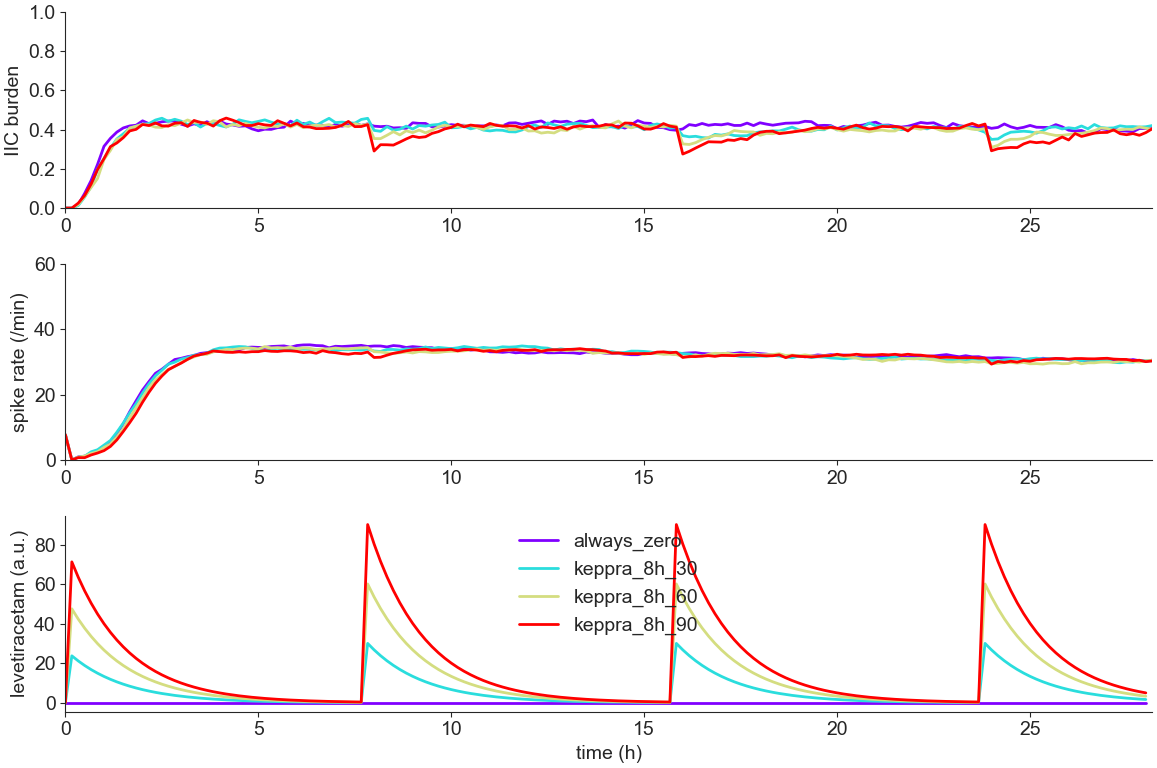 IIC burden
1.0
0.8
0.6
0.4
0.2
0.0
0 5 10 15 20 25
spike rate (/min)
60
40
20
0
0 5 10 15 20 25
levetiracetam (a.u.)
80
60
40
20
0
always_zero
keppra_8h_30
keppra_8h_60
keppra_8h_90
0 5 10 15 20 25
time (h)